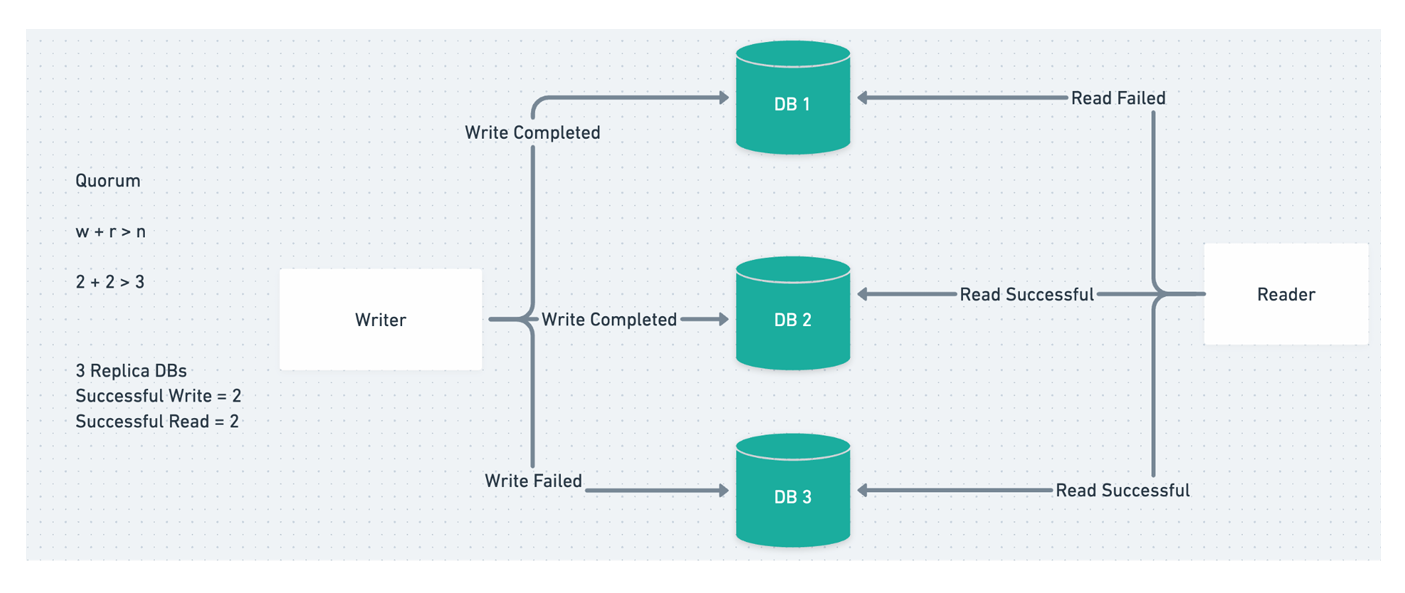 Quorum
w + r > n
2 + 2 > 3
3 Replica DBs
Successful Write = 2
Successful Read = 2
Writer
Write Completed
Write Completed
Write Failed
DB 1
DB 2
DB 3
Read Failed
Read Successful
Read Successful
Reader